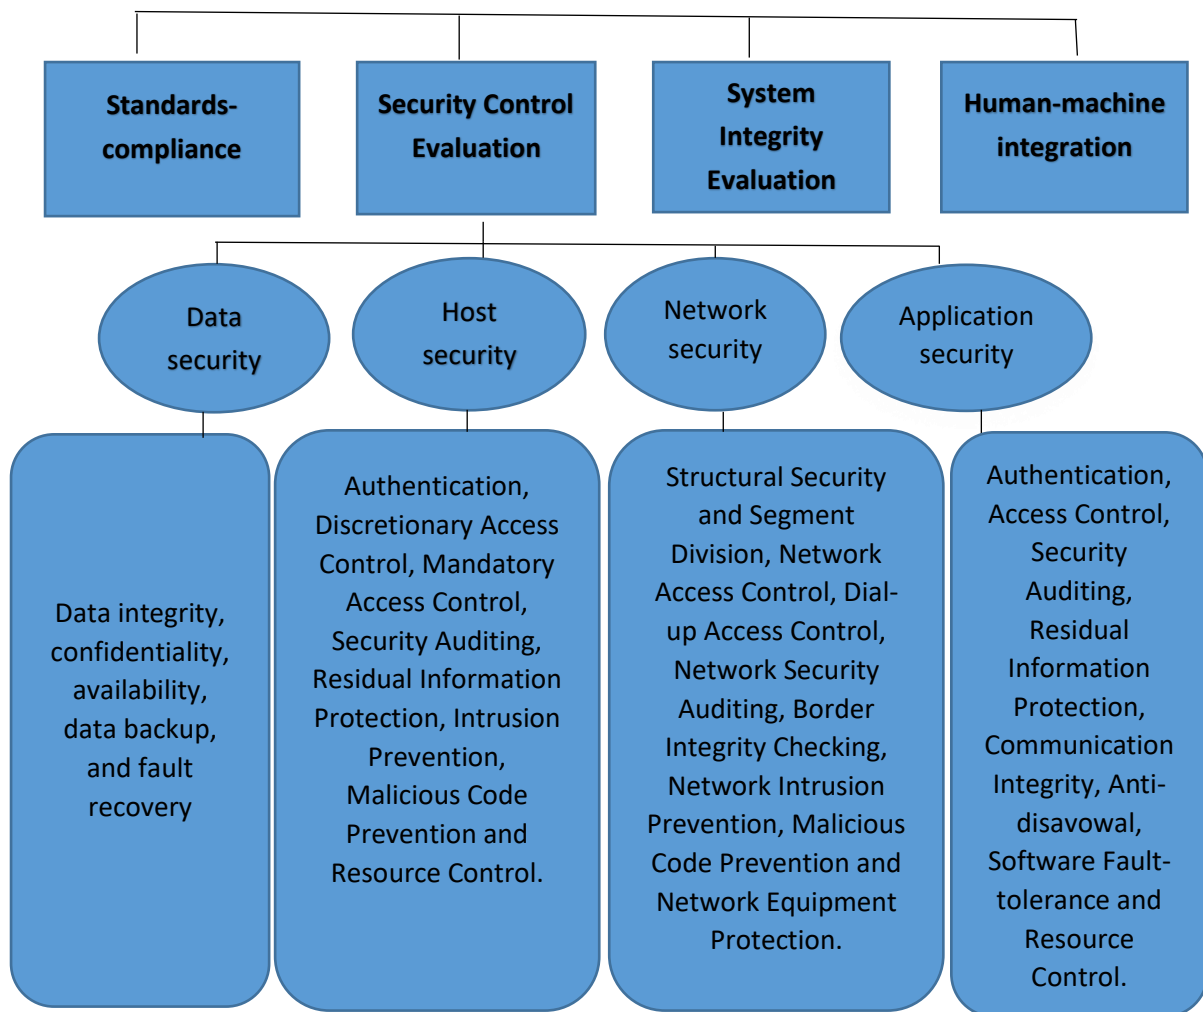 Standards-
compliance
Security Control
Evaluation
System
Integrity
Evaluation
Human-machine
integration
Data
security
Host
security
Network
security
Application
security
Data integrity,
confidentiality,
availability,
data backup,
and fault
recovery
Authentication,
Discretionary Access
Control, Mandatory
Access Control,
Security Auditing,
Residual Information
Protection, Intrusion
Prevention,
Malicious Code
Prevention and
Resource Control.
Structural Security
and Segment
Division, Network
Access Control, Dial-
up Access Control,
Network Security
Auditing, Border
Integrity Checking,
Network Intrusion
Prevention, Malicious
Code Prevention and
Network Equipment
Protection.
Authentication,
Access Control,
Security
Auditing,
Residual
Information
Protection,
Communication
Integrity, Anti-
disavowal,
Software Fault-
tolerance and
Resource
Control.